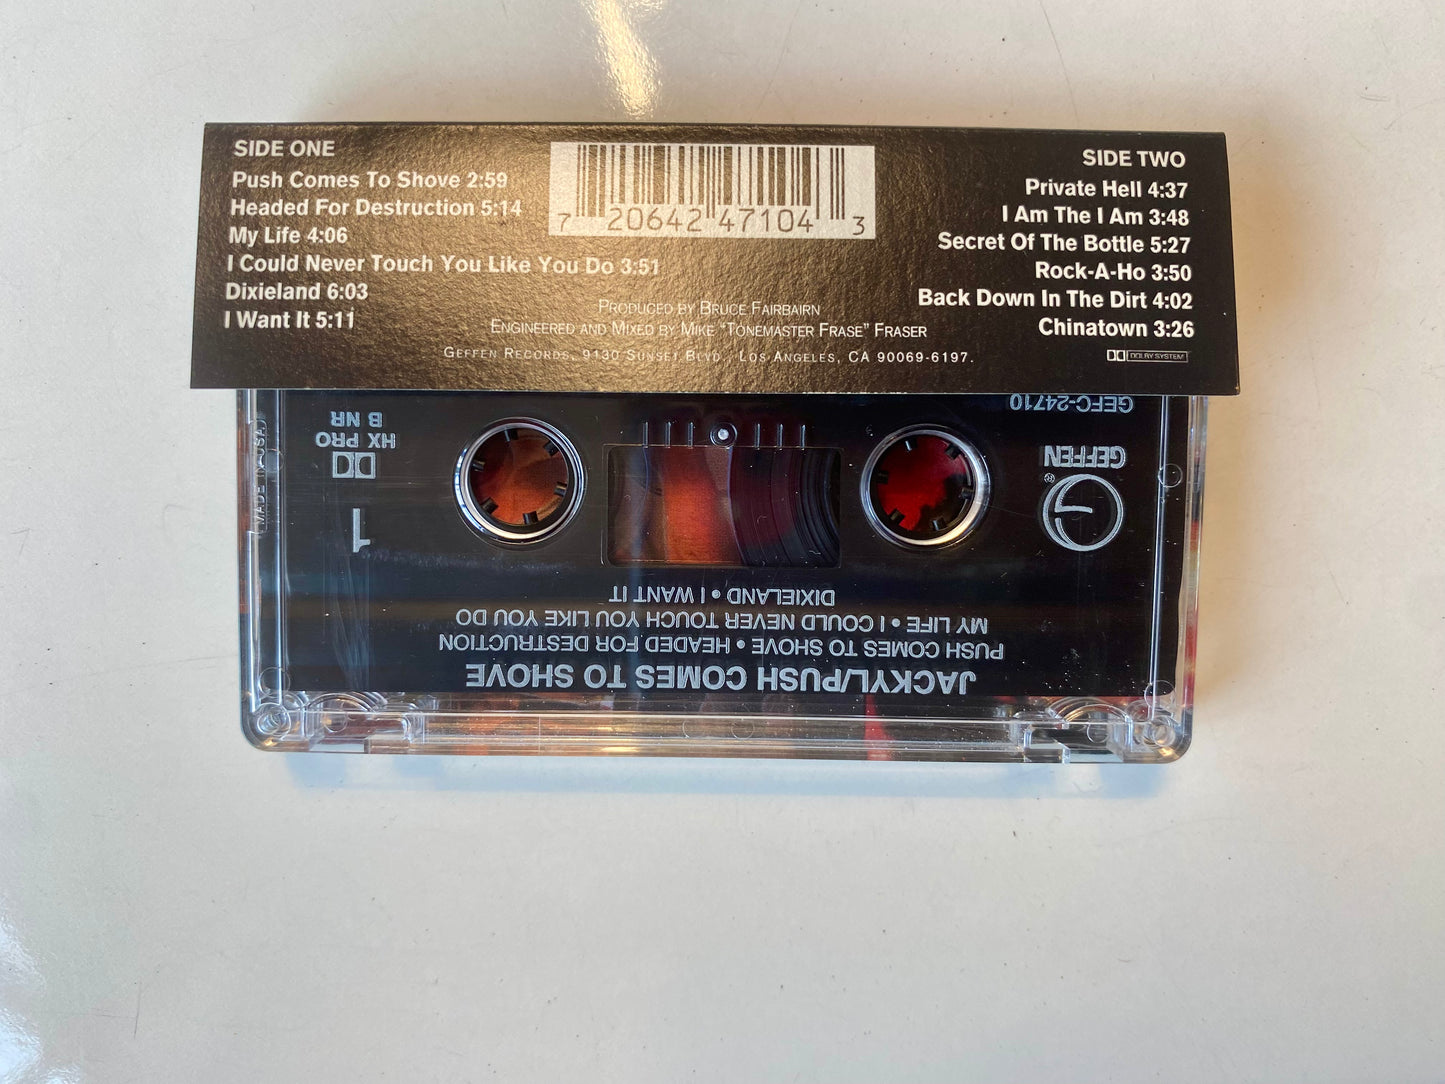 SIDE ONE
Push Comes To Shove 2:59
Headed For Destruction 5:14
My Life 4:06
I Could Never Touch You Like You Do 3:51
Dixieland 6:03
I Want It 5:11
7 20642 47104 3
PRODUCED BY BRUCE FAIRBAIRN
ENGINEERED AND MIXED BY MIKE "TONEMASTER FRASE" FRASER
GEFFEN RECORDS, 9130 SUNSET BLVD., LOS ANGELES, CA 90069-6197.
SIDE TWO
Private Hell 4:37
I Am The I Am 3:48
Secret Of The Bottle 5:27
Rock-A-Ho 3:50
Back Down In The Dirt 4:02
Chinatown 3:26
DOLBY SYSTEM
JACKYL/PUSH COMES TO SHOVE
PUSH COMES TO SHOVE • HEADED FOR DESTRUCTION
MY LIFE • I COULD NEVER TOUCH YOU LIKE YOU DO
DIXIELAND • I WANT IT
GEFFEN
®
GEFC-24710
1
HX PRO
B NR
MADE IN USA